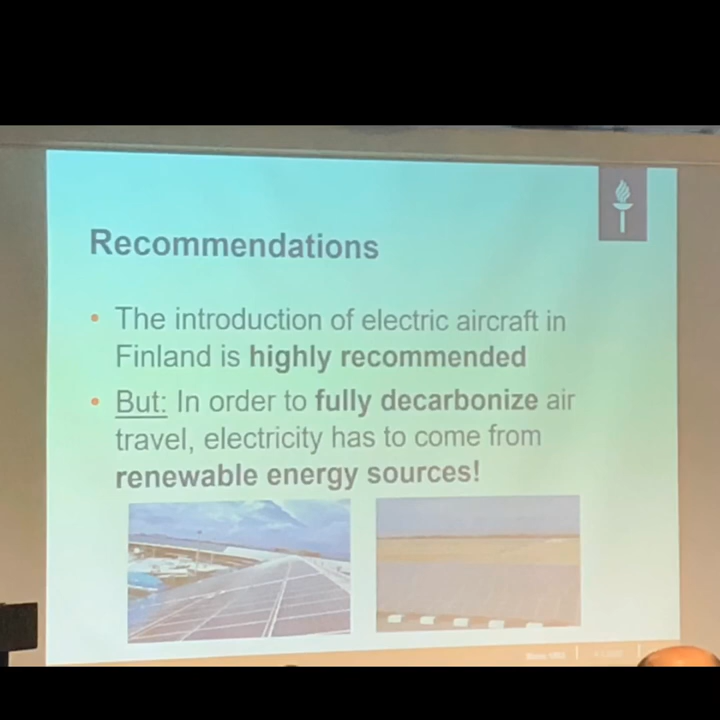 Recommendations
• The introduction of electric aircraft in
Finland is highly recommended
• But: In order to fully decarbonize air
travel, electricity has to come from
renewable energy sources!